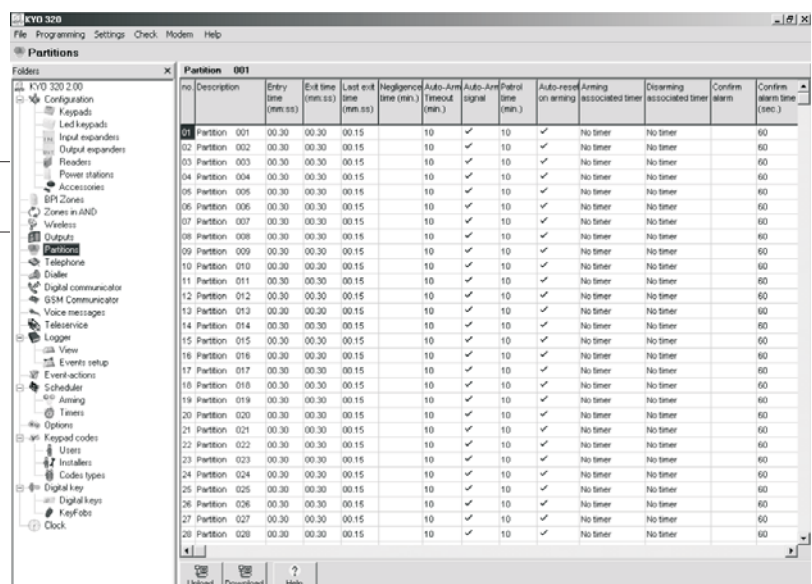 KYO 320
File Programming Settings Check Modem Help
Partitions
Folders
KYO 320 2.00
Configuration
Keypads
Led keypads
Input expanders
Output expanders
Readers
Power stations
Accessories
BPI Zones
Zones in AND
Wireless
Outputs
Partitions
Telephone
Dialler
Digital communicator
GSM Communicator
Voice messages
Teleservice
Logger
View
Events setup
Event-actions
Scheduler
Arming
Timers
Options
Keypad codes
Users
Installers
Codes types
Digital key
Digital keys
KeyFobs
Clock
Partition 001
no. Description Entry time (mm:ss) Exit time (mm:ss) Last exit time (mm:ss) Negligence time (min.) Auto-Arm Timeout (min.) Auto-Arm signal Patrol time (min.) Auto-reset on arming Arming associated timer Disarming associated timer Confirm alarm Confirm alarm time (sec.)
01 Partition 001 00.30 00.30 00.15 10 ✓ 10 ✓ No timer No timer 60
02 Partition 002 00.30 00.30 00.15 10 ✓ 10 ✓ No timer No timer 60
03 Partition 003 00.30 00.30 00.15 10 ✓ 10 ✓ No timer No timer 60
04 Partition 004 00.30 00.30 00.15 10 ✓ 10 ✓ No timer No timer 60
05 Partition 005 00.30 00.30 00.15 10 ✓ 10 ✓ No timer No timer 60
06 Partition 006 00.30 00.30 00.15 10 ✓ 10 ✓ No timer No timer 60
07 Partition 007 00.30 00.30 00.15 10 ✓ 10 ✓ No timer No timer 60
08 Partition 008 00.30 00.30 00.15 10 ✓ 10 ✓ No timer No timer 60
09 Partition 009 00.30 00.30 00.15 10 ✓ 10 ✓ No timer No timer 60
10 Partition 010 00.30 00.30 00.15 10 ✓ 10 ✓ No timer No timer 60
11 Partition 011 00.30 00.30 00.15 10 ✓ 10 ✓ No timer No timer 60
12 Partition 012 00.30 00.30 00.15 10 ✓ 10 ✓ No timer No timer 60
13 Partition 013 00.30 00.30 00.15 10 ✓ 10 ✓ No timer No timer 60
14 Partition 014 00.30 00.30 00.15 10 ✓ 10 ✓ No timer No timer 60
15 Partition 015 00.30 00.30 00.15 10 ✓ 10 ✓ No timer No timer 60
16 Partition 016 00.30 00.30 00.15 10 ✓ 10 ✓ No timer No timer 60
17 Partition 017 00.30 00.30 00.15 10 ✓ 10 ✓ No timer No timer 60
18 Partition 018 00.30 00.30 00.15 10 ✓ 10 ✓ No timer No timer 60
19 Partition 019 00.30 00.30 00.15 10 ✓ 10 ✓ No timer No timer 60
20 Partition 020 00.30 00.30 00.15 10 ✓ 10 ✓ No timer No timer 60
21 Partition 021 00.30 00.30 00.15 10 ✓ 10 ✓ No timer No timer 60
22 Partition 022 00.30 00.30 00.15 10 ✓ 10 ✓ No timer No timer 60
23 Partition 023 00.30 00.30 00.15 10 ✓ 10 ✓ No timer No timer 60
24 Partition 024 00.30 00.30 00.15 10 ✓ 10 ✓ No timer No timer 60
25 Partition 025 00.30 00.30 00.15 10 ✓ 10 ✓ No timer No timer 60
26 Partition 026 00.30 00.30 00.15 10 ✓ 10 ✓ No timer No timer 60
27 Partition 027 00.30 00.30 00.15 10 ✓ 10 ✓ No timer No timer 60
28 Partition 028 00.30 00.30 00.15 10 ✓ 10 ✓ No timer No timer 60
Upload Download Help